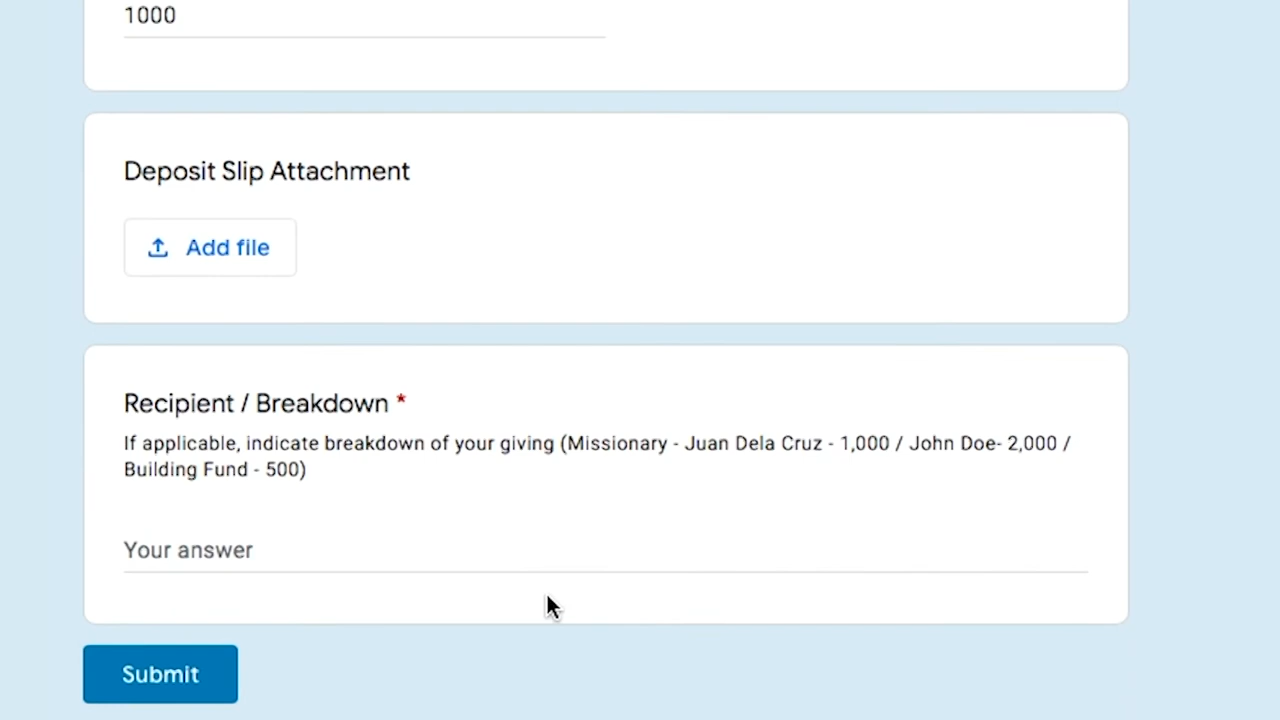 1000
Deposit Slip Attachment
Add file
Recipient / Breakdown *
If applicable, indicate breakdown of your giving (Missionary - Juan Dela Cruz - 1,000 / John Doe- 2,000 /
Building Fund - 500)
Your answer
Submit